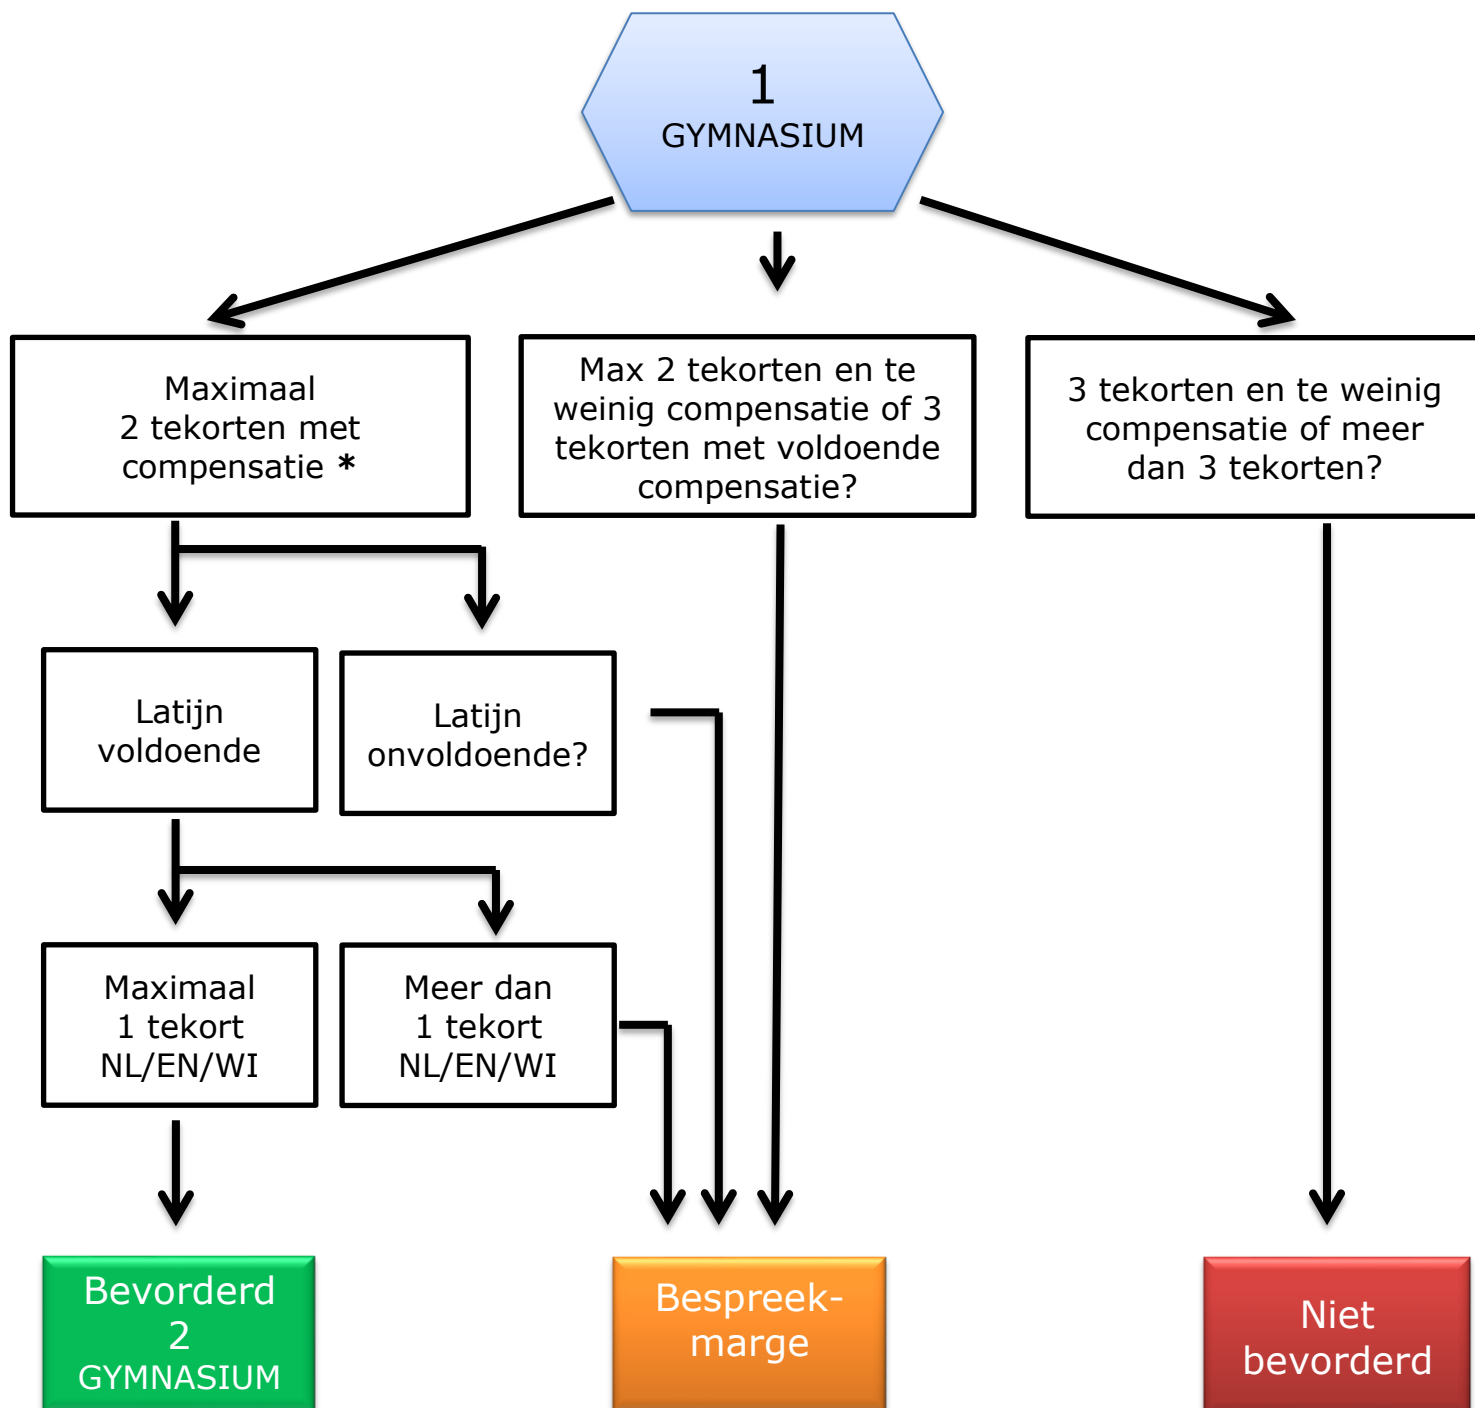 1
GYMNASIUM
Maximaal
2 tekorten met
compensatie *
Max 2 tekorten en te
weinig compensatie of 3
tekorten met voldoende
compensatie?
3 tekorten en te weinig
compensatie of meer
dan 3 tekorten?
Latijn
voldoende
Latijn
onvoldoende?
Maximaal
1 tekort
NL/EN/WI
Meer dan
1 tekort
NL/EN/WI
Bevorderd
2
GYMNASIUM
Bespreek-
marge
Niet
bevorderd